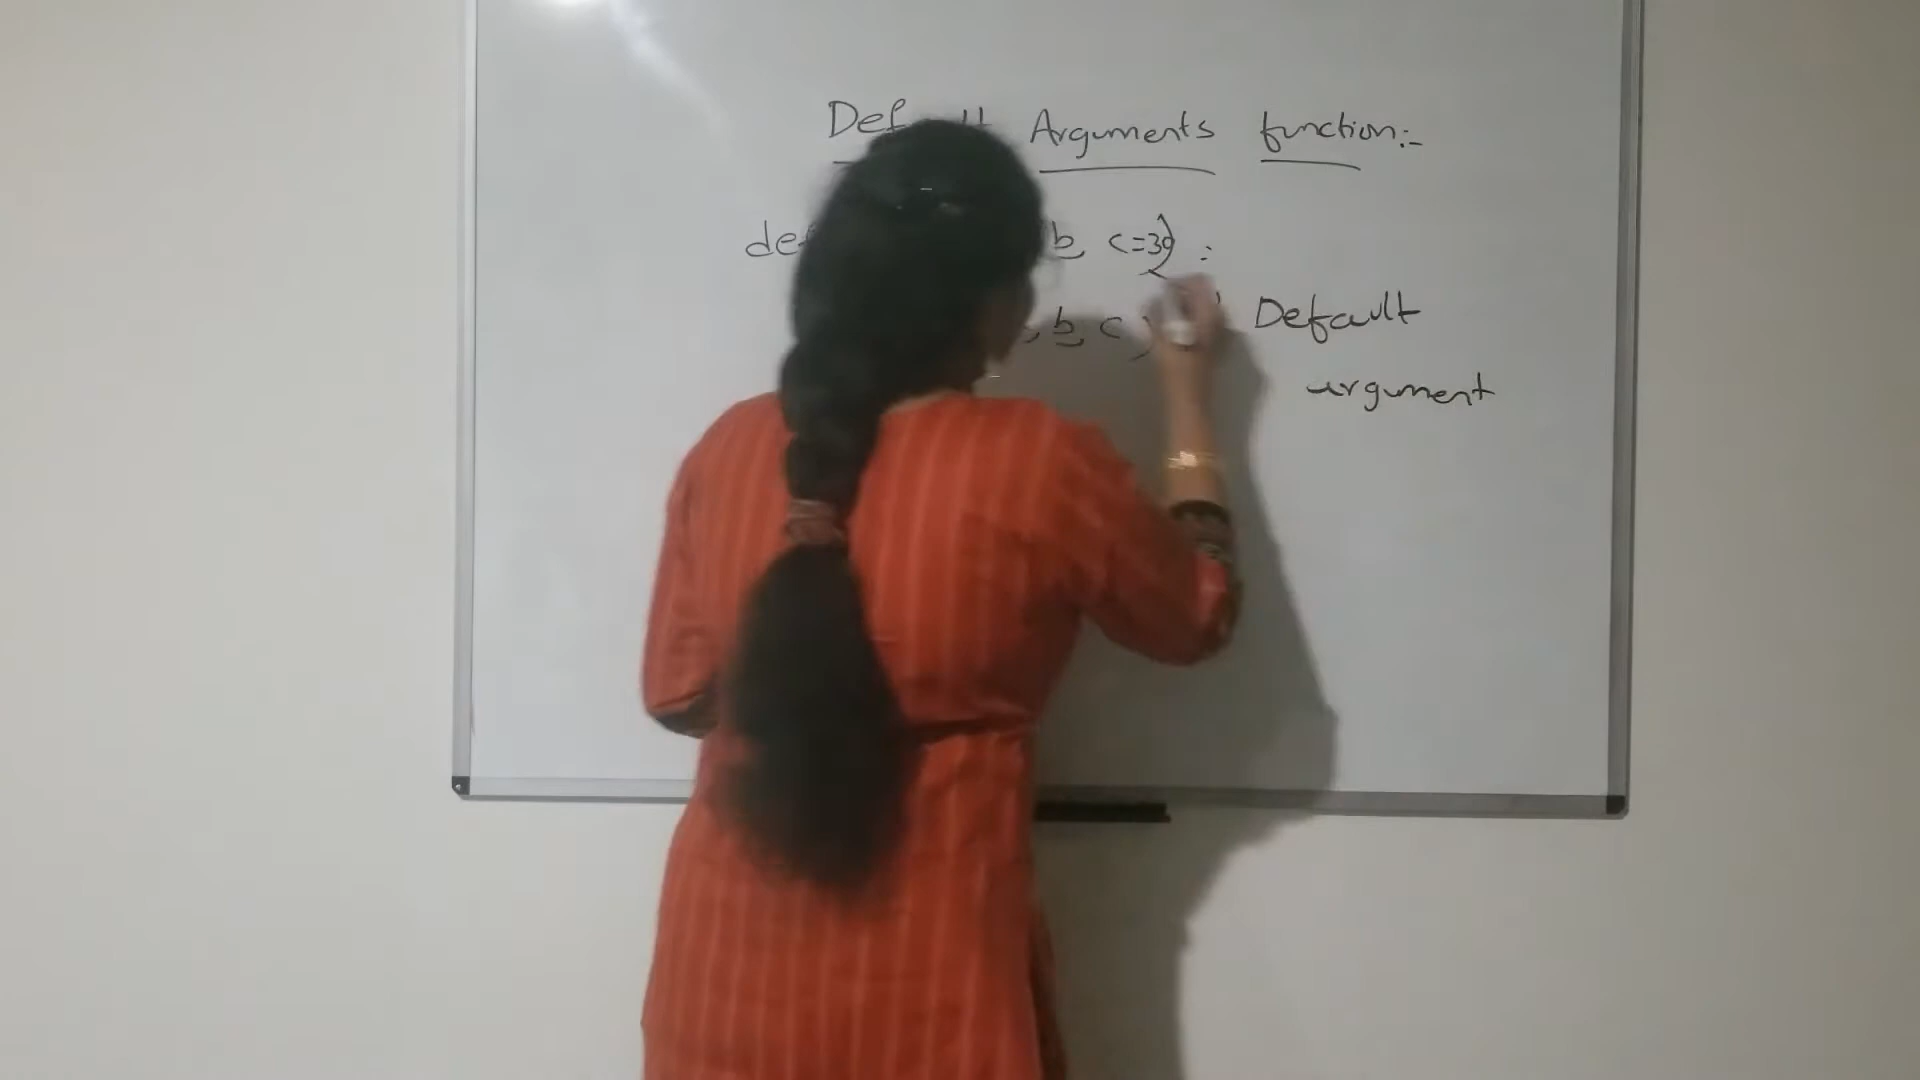 Default Arguments function:-
def b, c=30) :
, b, c ) Default
argument